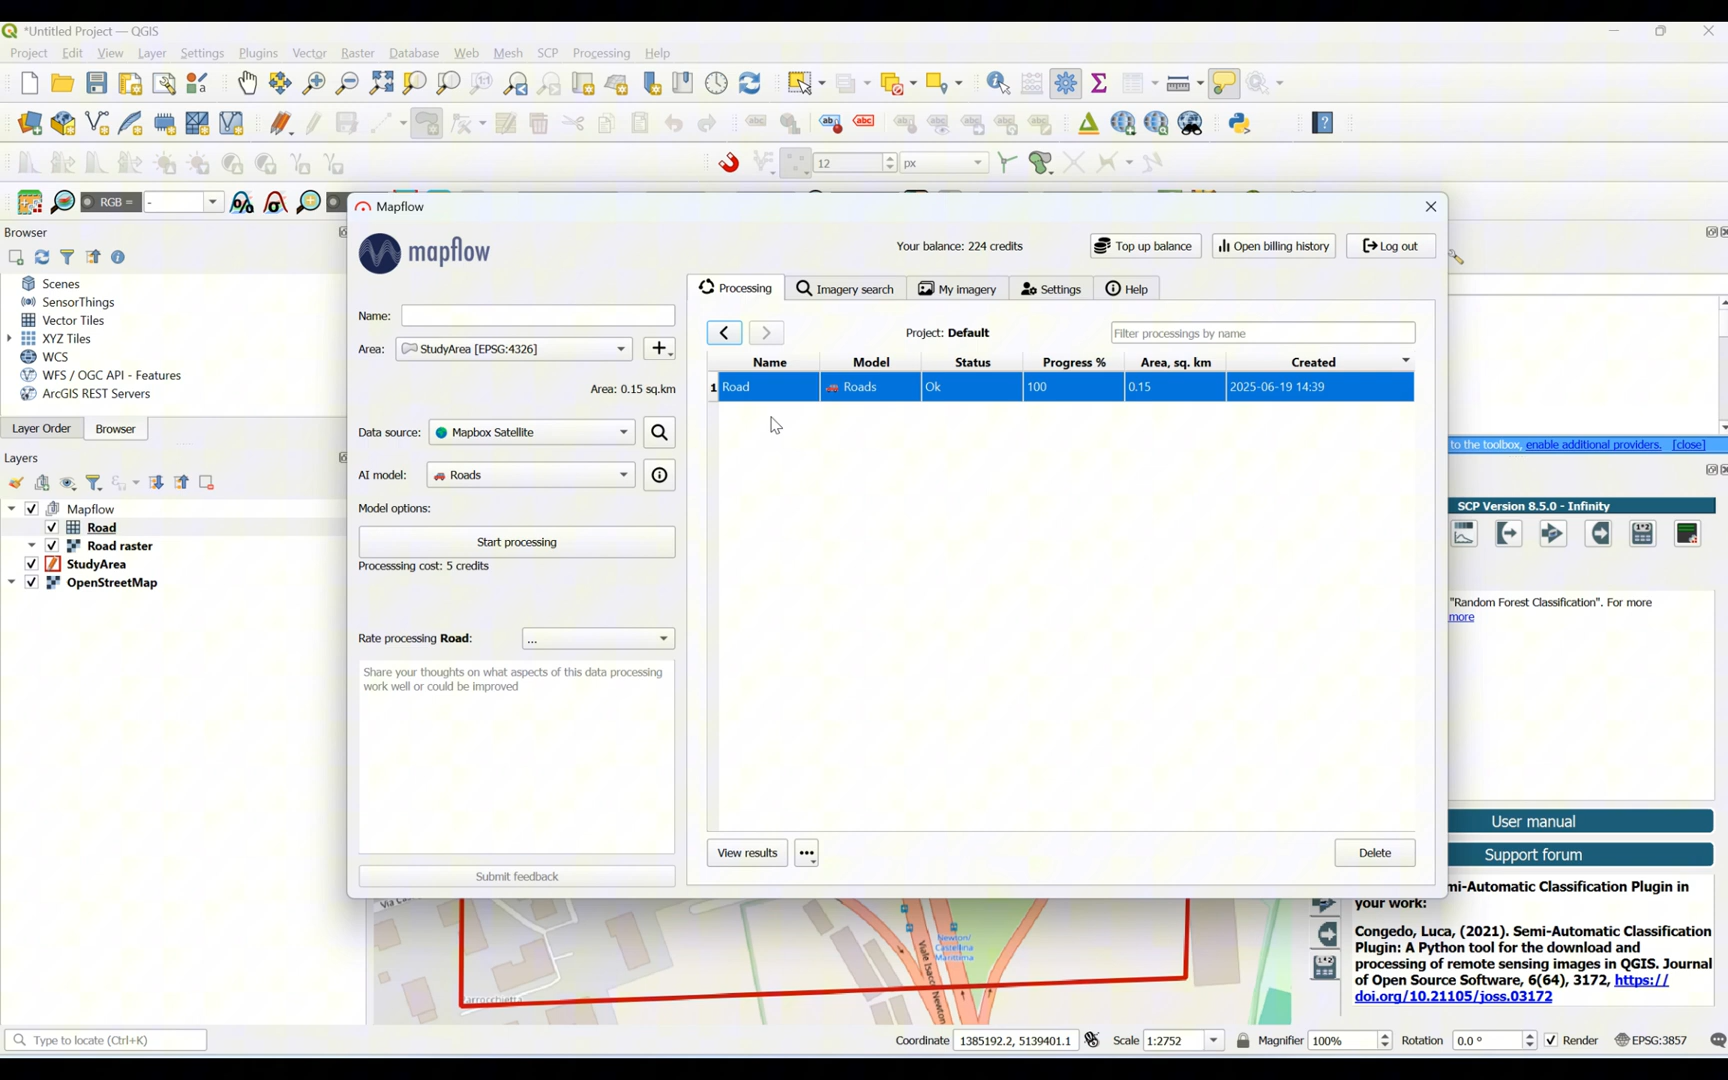 *Untitled Project — QGIS
Project Edit View Layer Settings Plugins Vector Raster Database Web Mesh SCP Processing Help
12 px
RGB = -
Browser
Scenes
SensorThings
Vector Tiles
XYZ Tiles
WCS
WFS / OGC API - Features
ArcGIS REST Servers
Layer Order Browser
Layers
Mapflow
Road
Road raster
StudyArea
OpenStreetMap
Mapflow
mapflow
Your balance: 224 credits
Top up balance
Open billing history
Log out
Name:
Area: StudyArea [EPSG:4326]
Area: 0.15 sq.km
Data source: Mapbox Satellite
AI model: Roads
Model options:
Start processing
Processsing cost: 5 credits
Rate processing Road: ...
Share your thoughts on what aspects of this data processing
work well or could be improved
Submit feedback
Processing Imagery search My imagery Settings Help
Project: Default
Filter processings by name
Name Model Status Progress % Area, sq. km Created
1 Road Roads Ok 100 0.15 2025-06-19 14:39
View results
Delete
to the toolbox, enable additional providers. [close]
SCP Version 8.5.0 - Infinity
"Random Forest Classification". For more
more
User manual
Support forum
mi-Automatic Classification Plugin in
your work:
Congedo, Luca, (2021). Semi-Automatic Classification
Plugin: A Python tool for the download and
processing of remote sensing images in QGIS. Journal
of Open Source Software, 6(64), 3172, https://
doi.org/10.21105/joss.03172
Newton/
Castellina
Marittima
Viale Isacco Newton
arrocchietta
Type to locate (Ctrl+K)
Coordinate 1385192.2, 5139401.1 Scale 1:2752 Magnifier 100% Rotation 0.0 ° Render EPSG:3857